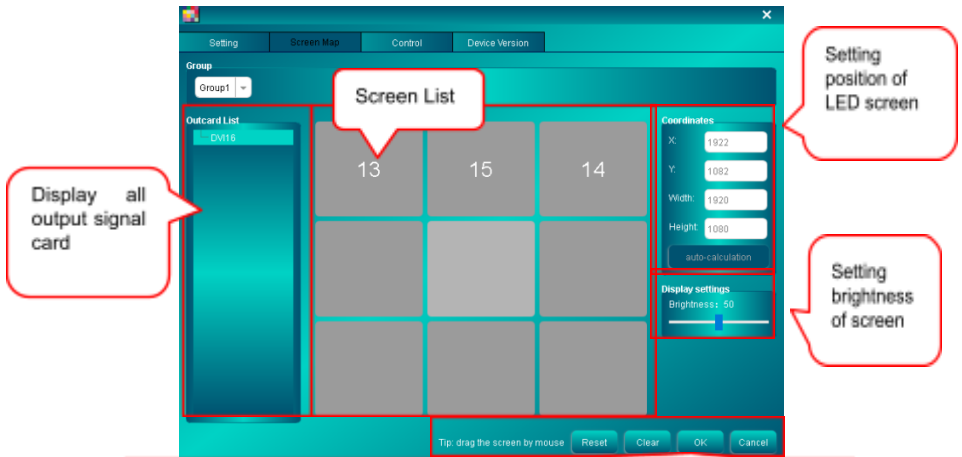 ×
Setting Screen Map Control Device Version
Group
Group1
Screen List
Setting
position of
LED screen
Outcard List
DVI16
13 15 14
Coordinates
X: 1922
Y: 1082
Width: 1920
Height: 1080
auto-calculation
Display all
output signal
card
Display settings
Brightness: 50
Setting
brightness
of screen
Tip: drag the screen by mouse Reset Clear OK Cancel